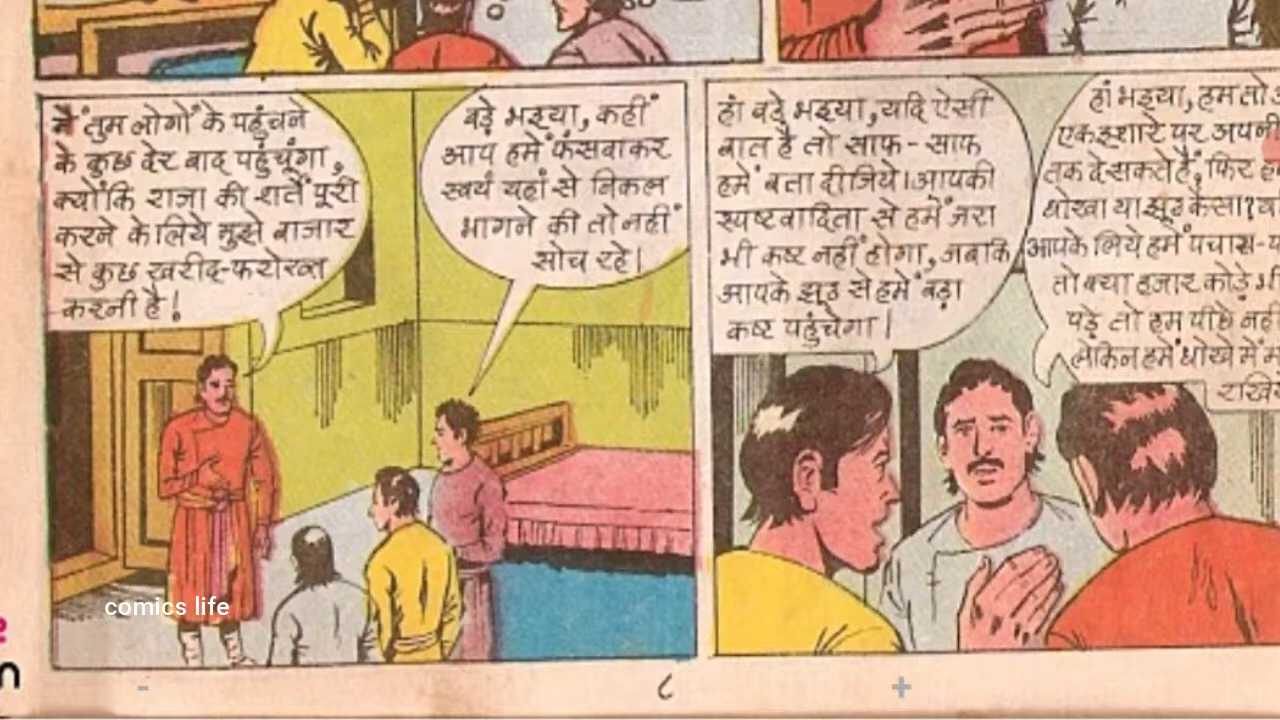 मैं तुम लोगों के पहुंचने
के कुछ देर बाद पहुंचूंगा,
क्योंकि राजा की शर्तें पूरी
करने के लिये मुझे बाजार
से कुछ खरीद-फरोख्त
करनी है!
बड़े भइया, कहीं
आप हमें फंसवाकर
स्वयं यहां से निकल
भागने की तो नहीं
सोच रहे।
हां बड़े भइया, यदि ऐसी
बात है तो साफ-साफ
हमें बता दीजिये। आपकी
स्पष्टवादिता से हमें जरा
भी कष्ट नहीं होगा, जबकि
आपके झूठ से हमें बड़ा
कष्ट पहुंचेगा।
हां भइया, हम तो
एक इशारे पर अपनी
तक दे सकते हैं, फिर
धोखा या झूठ कैसा?
आपके लिये हमें पचास-
तो क्या हजार कोड़े भी
पड़े तो हम पीछे नहीं
लेकिन हमें धोखे में
comics life
८
- +